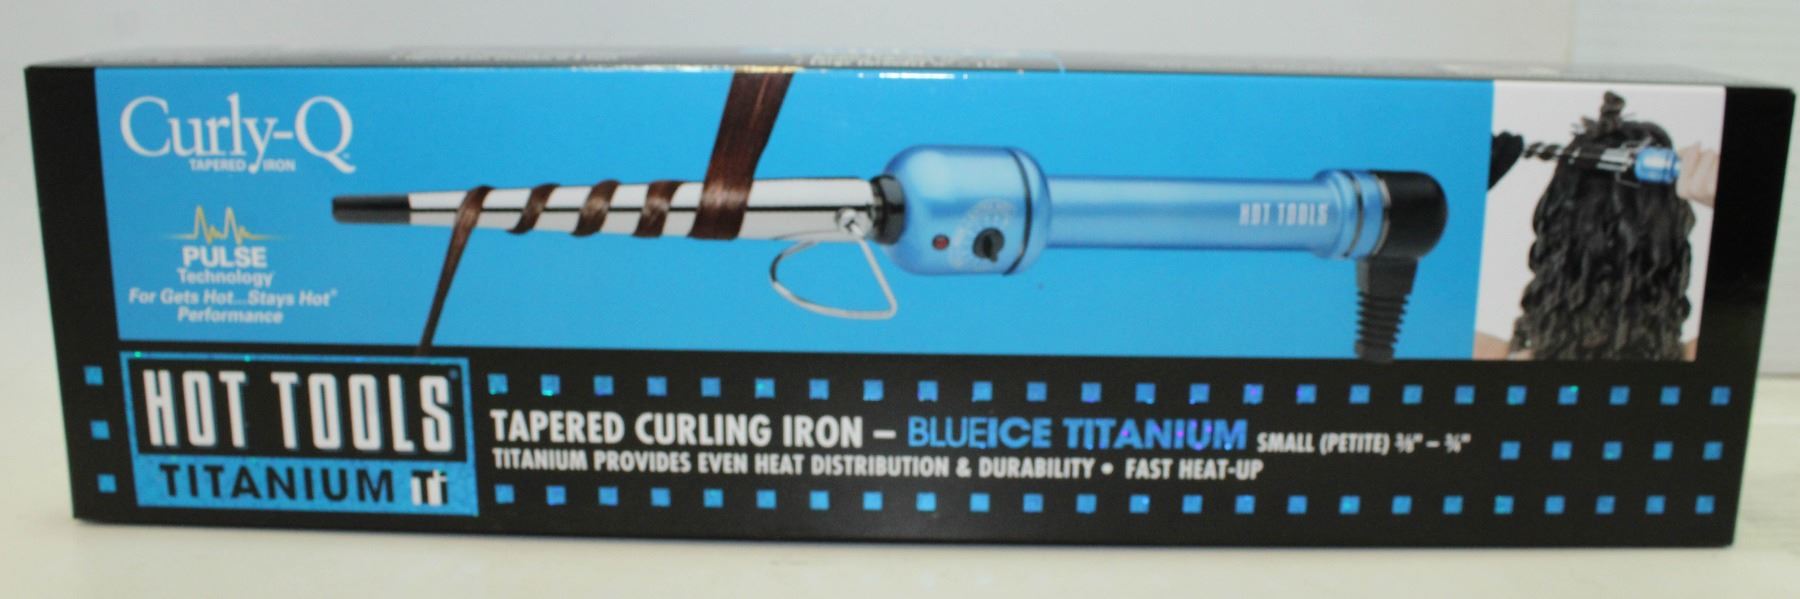 Curly-Q
TAPERED IRON
PULSE
Technology
For Gets Hot...Stays Hot®
Performance
HOT TOOLS
HOT TOOLS®
TITANIUM Ti
TAPERED CURLING IRON – BLUEICE TITANIUM SMALL (PETITE)
TITANIUM PROVIDES EVEN HEAT DISTRIBUTION & DURABILITY • FAST HEAT-UP